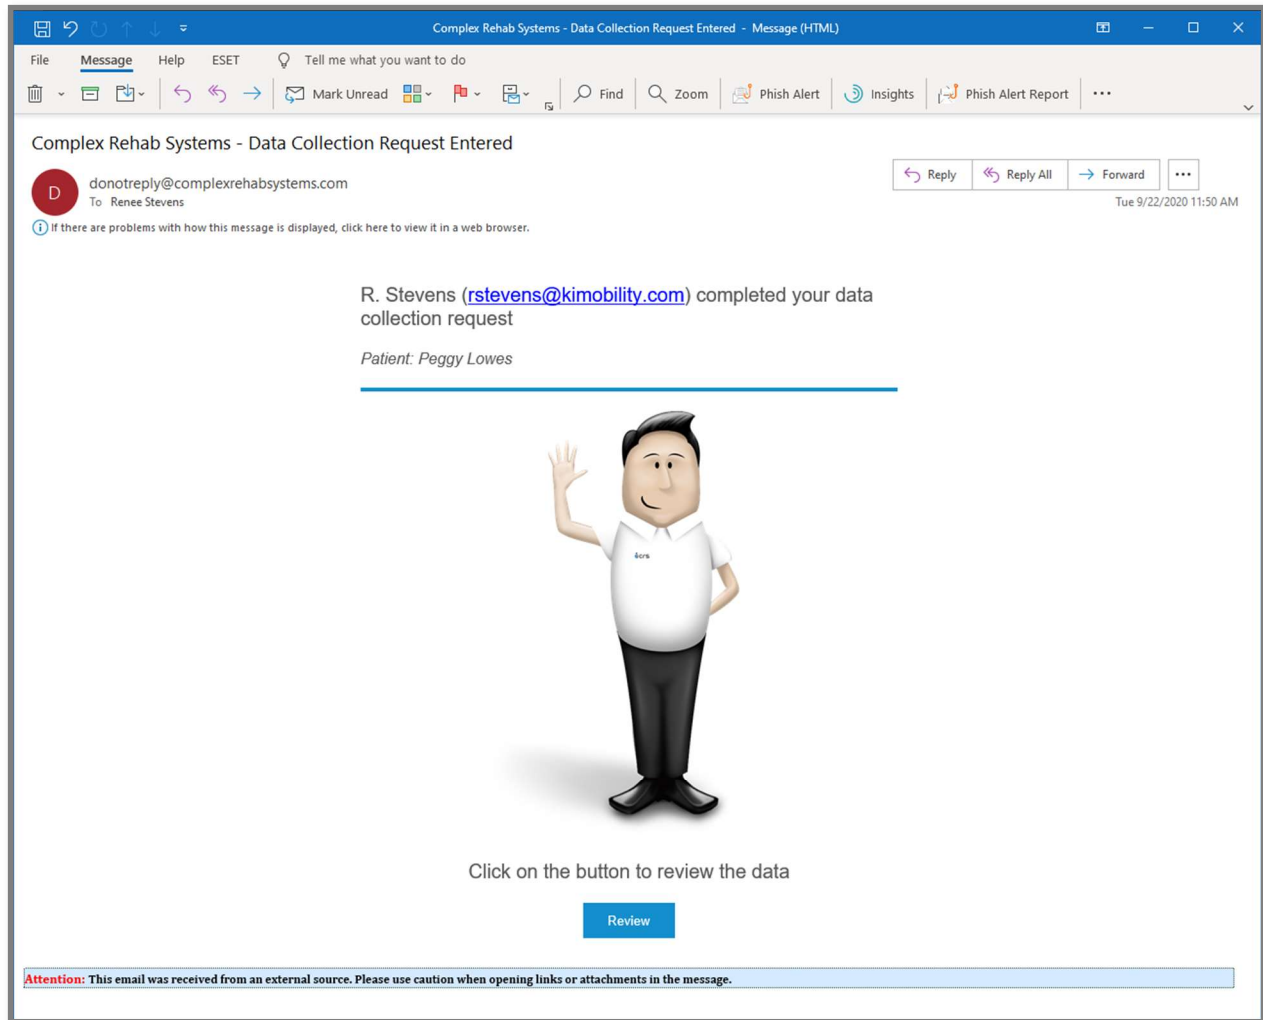 Complex Rehab Systems - Data Collection Request Entered - Message (HTML)
File Message Help ESET Tell me what you want to do
Mark Unread Find Zoom Phish Alert Insights Phish Alert Report
Complex Rehab Systems - Data Collection Request Entered
D
donotreply@complexrehabsystems.com
To Renee Stevens
Reply Reply All Forward
Tue 9/22/2020 11:50 AM
If there are problems with how this message is displayed, click here to view it in a web browser.
R. Stevens (rstevens@kimobility.com) completed your data
collection request
Patient: Peggy Lowes
crs
Click on the button to review the data
Review
Attention: This email was received from an external source. Please use caution when opening links or attachments in the message.